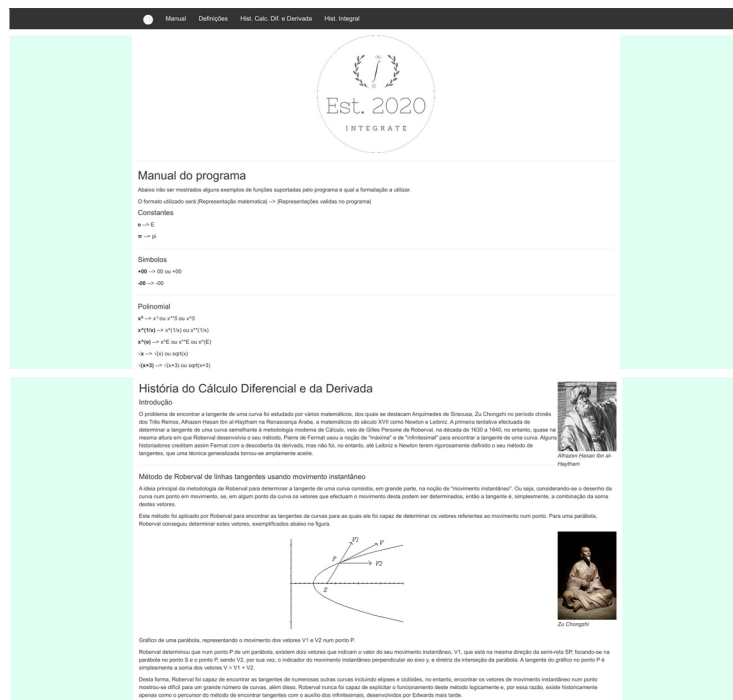 Manual Definições Hist. Calc. Dif. e Derivada Hist. Integral
Est. 2020
INTEGRATE
Manual do programa
Abaixo irão ser mostrados alguns exemplos de funções suportadas pelo programa e qual a formatação a utilizar.
O formato utilizado será |Representação matematica| --> |Representações validas no programa|
Constantes
e --> E
π --> pi
Simbolos
+00 --> 00 ou +00
-00 --> -00
Polinomial
x⁵ --> x⁵ ou x**5 ou x^5
x^(1/x) --> x^(1/x) ou x**(1/x)
x^(e) --> x^E ou x**E ou x^(E)
√x --> √(x) ou sqrt(x)
√(x+3) --> √(x+3) ou sqrt(x+3)
História do Cálculo Diferencial e da Derivada
Introdução
O problema de encontrar a tangente de uma curva foi estudado por vários matemáticos, dos quais se destacam Arquimedes de Siracusa, Zu Chongzhi no período chinês
dos Três Reinos, Alhazen Hasan Ibn al-Haytham na Renascença Árabe, a matemáticos do século XVII como Newton e Leibniz. A primeira tentativa efectuada de
determinar a tangente de uma curva semelhante à metodologia moderna de Cálculo, veio de Gilles Persone de Roberval, na década de 1630 a 1640, no entanto, quase na
mesma altura em que Roberval desenvolvia o seu método, Pierre de Fermat usou a noção de "máxima" e de "infinitesimal" para encontrar a tangente de uma curva. Alguns
historiadores creditam assim Fermat com a descoberta da derivada, mas não foi, no entanto, até Leibniz e Newton terem rigorosamente definido o seu método de
tangentes, que uma técnica generalizada tornou-se amplamente aceite.
Alhazen Hasan Ibn al-
Haytham
Método de Roberval de linhas tangentes usando movimento instantâneo
A ideia principal da metodologia de Roberval para determinar a tangente de uma curva consistia, em grande parte, na noção de "movimento instantâneo". Ou seja, considerando-se o desenho da
curva num ponto em movimento, se, em algum ponto da curva os vetores que efectuam o movimento desta podem ser determinados, então a tangente é, simplesmente, a combinação da soma
destes vetores.
Este método foi aplicado por Roberval para encontrar as tangentes de curvas para as quais ele foi capaz de determinar os vetores referentes ao movimento num ponto. Para uma parábola,
Roberval conseguiu determinar estes vetores, exemplificados abaixo na figura.
V1
V
P
V2
Z
Zu Chongzhi
Gráfico de uma parábola, representando o movimento dos vetores V1 e V2 num ponto P.
Roberval determinou que num ponto P de um parábola, existem dois vetores que indicam o valor do seu movimento instantâneo. V1, que está na mesma direção da semi-reta SP, focando-se na
parábola no ponto S e o ponto P, sendo V2, por sua vez, o indicador do movimento instantâneo perpendicular ao eixo y, e diretriz da interseção da parábola. A tangente do gráfico no ponto P é
simplesmente a soma dos vetores V = V1 + V2.
Desta forma, Roberval foi capaz de encontrar as tangentes de numerosas outras curvas incluindo elipses e ciclóides, no entanto, encontrar os vetores de movimento instantâneo num ponto
mostrou-se difícil para um grande número de curvas, além disso, Roberval nunca foi capaz de explicitar o funcionamento deste método logicamente e, por essa razão, existe historicamente
apenas como o percursor do método de encontrar tangentes com o auxílio dos infinitesimais, desenvolvidos por Edwards mais tarde.